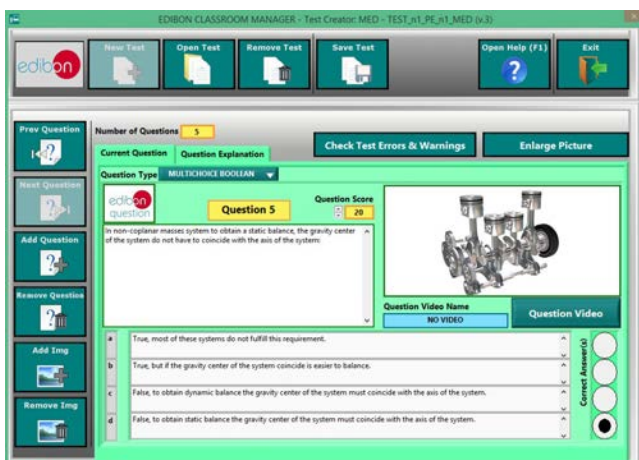 EDIBON CLASSROOM MANAGER - Test Creator: MED - TEST_n1_PE_n1_MED (v.3)
edibon
New Test
Open Test
Remove Test
Save Test
Open Help (F1)
Exit
Prev Question
Next Question
Add Question
Remove Question
Add Img
Remove Img
Number of Questions 5
Check Test Errors & Warnings
Enlarge Picture
Current Question
Question Explanation
Question Type MULTICHOICE BOOLEAN
edibon
question
Question 5
Question Score
20
In non-coplanar masses system to obtain a static balance, the gravity center
of the system do not have to coincide with the axis of the system:
Question Video Name
NO VIDEO
Question Video
a True, most of these systems do not fulfill this requirement.
b True, but if the gravity center of the system coincide is easier to balance.
c False, to obtain dynamic balance the gravity center of the system must coincide with the axis of the system.
d False, to obtain static balance the gravity center of the system must coincide with the axis of the system.
Correct Answer(s)